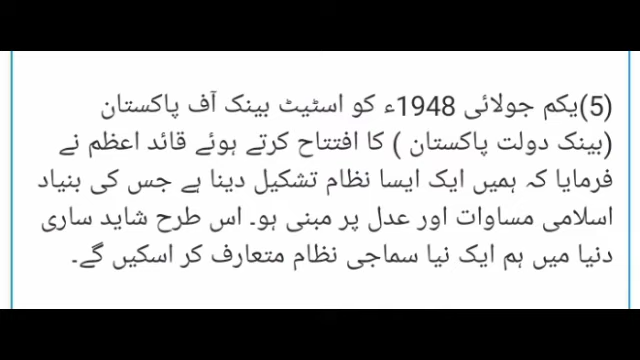 (5)یکم جولائی 1948ء کو اسٹیٹ بینک آف پاکستان
(بینک دولت پاکستان ) کا افتتاح کرتے ہوئے قائد اعظم نے
فرمایا کہ ہمیں ایک ایسا نظام تشکیل دینا ہے جس کی بنیاد
اسلامی مساوات اور عدل پر مبنی ہو۔ اس طرح شاید ساری
دنیا میں ہم ایک نیا سماجی نظام متعارف کر اسکیں گے۔